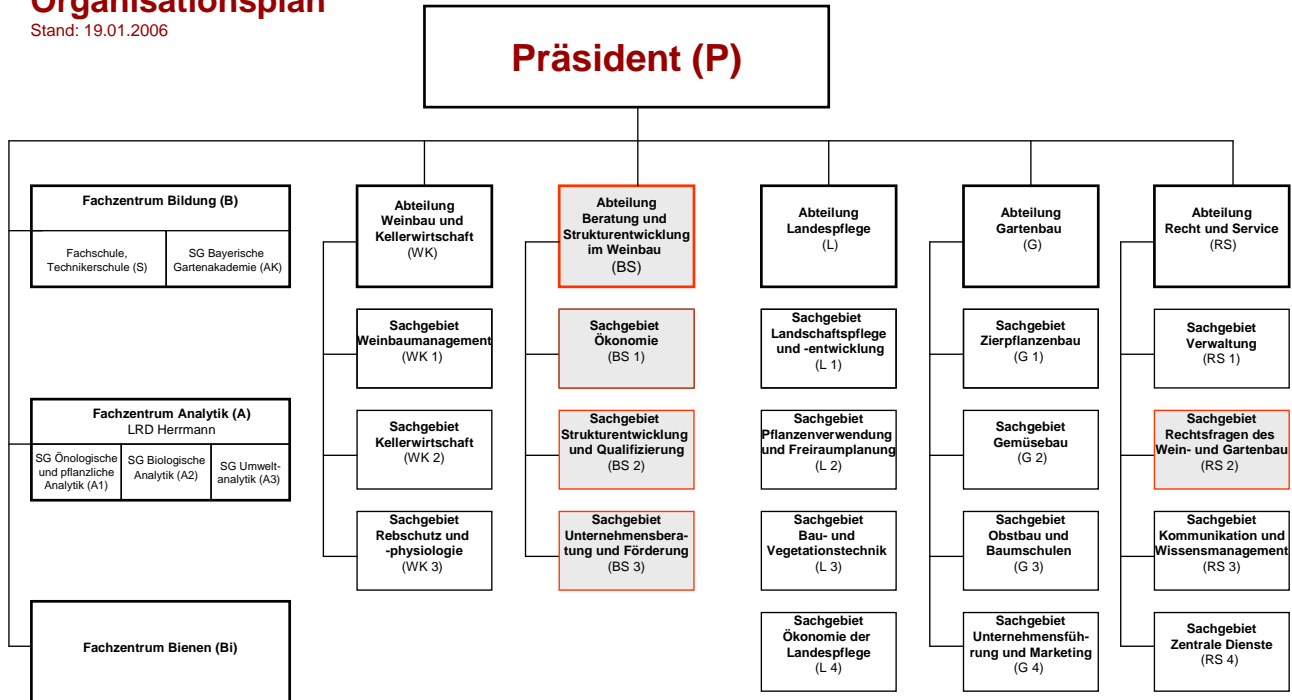 Organisationsplan
Stand: 19.01.2006
Präsident (P)
Fachzentrum Bildung (B)
Fachschule,
Technikerschule (S)
SG Bayerische
Gartenakademie (AK)
Fachzentrum Analytik (A)
LRD Herrmann
SG Önologische
und pflanzliche
Analytik (A1)
SG Biologische
Analytik (A2)
SG Umwelt-
analytik (A3)
Fachzentrum Bienen (Bi)
Abteilung
Weinbau und
Kellerwirtschaft
(WK)
Sachgebiet
Weinbaumanagement
(WK 1)
Sachgebiet
Kellerwirtschaft
(WK 2)
Sachgebiet
Rebschutz und
-physiologie
(WK 3)
Abteilung
Beratung und
Strukturentwicklung
im Weinbau
(BS)
Sachgebiet
Ökonomie
(BS 1)
Sachgebiet
Strukturentwicklung
und Qualifizierung
(BS 2)
Sachgebiet
Unternehmensbera-
tung und Förderung
(BS 3)
Abteilung
Landespflege
(L)
Sachgebiet
Landschaftspflege
und -entwicklung
(L 1)
Sachgebiet
Pflanzenverwendung
und Freiraumplanung
(L 2)
Sachgebiet
Bau- und
Vegetationstechnik
(L 3)
Sachgebiet
Ökonomie der
Landespflege
(L 4)
Abteilung
Gartenbau
(G)
Sachgebiet
Zierpflanzenbau
(G 1)
Sachgebiet
Gemüsebau
(G 2)
Sachgebiet
Obstbau und
Baumschulen
(G 3)
Sachgebiet
Unternehmensfüh-
rung und Marketing
(G 4)
Abteilung
Recht und Service
(RS)
Sachgebiet
Verwaltung
(RS 1)
Sachgebiet
Rechtsfragen des
Wein- und Gartenbau
(RS 2)
Sachgebiet
Kommunikation und
Wissensmanagement
(RS 3)
Sachgebiet
Zentrale Dienste
(RS 4)